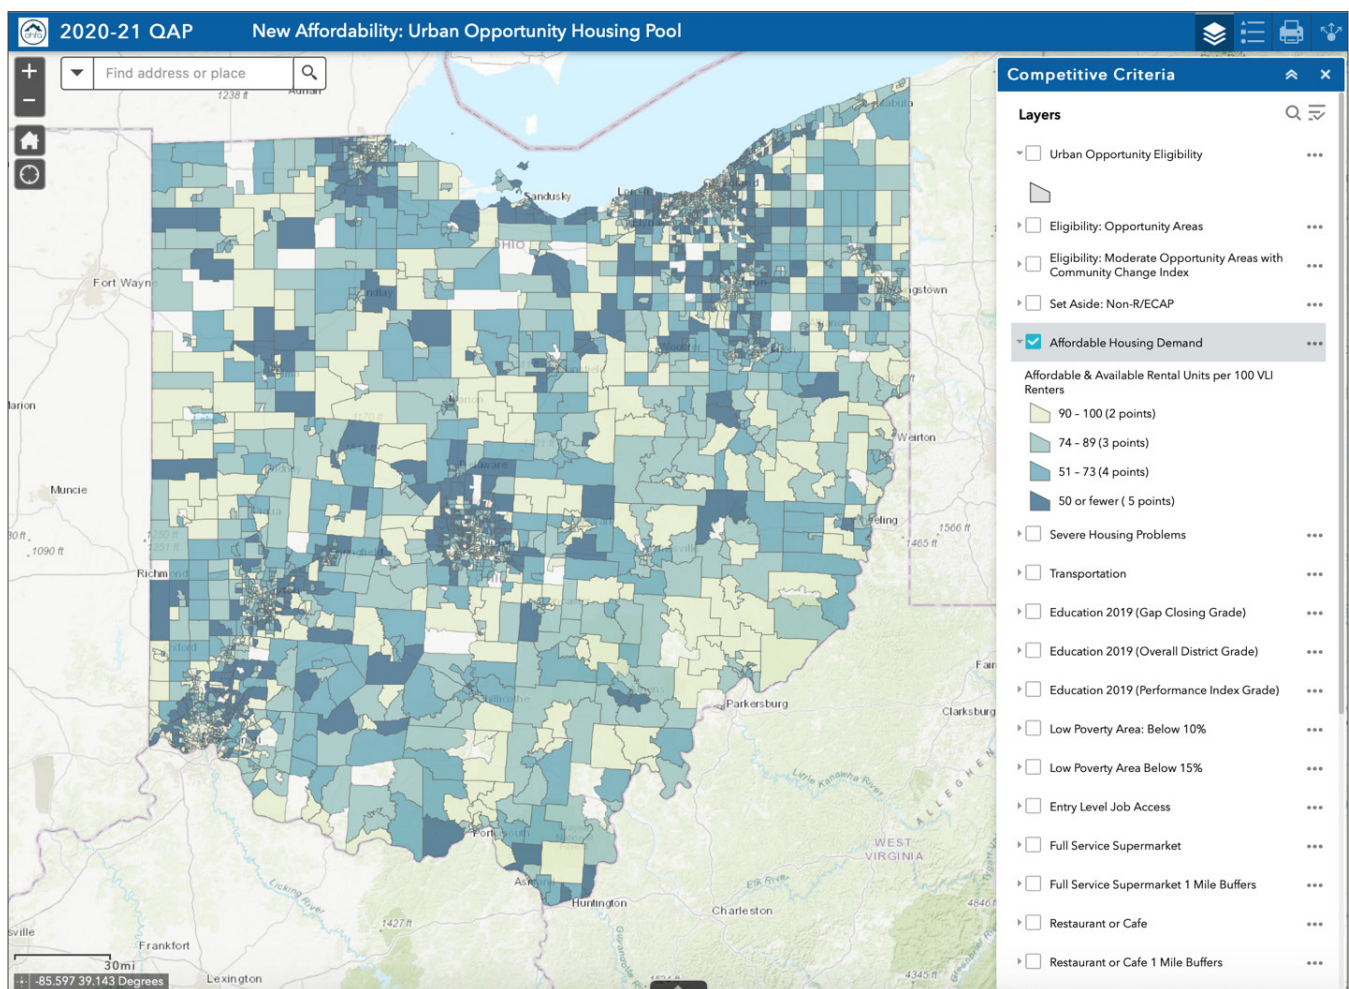 2020-21 QAP
New Affordability: Urban Opportunity Housing Pool
Find address or place
Competitive Criteria
Layers
Urban Opportunity Eligibility
Eligibility: Opportunity Areas
Eligibility: Moderate Opportunity Areas with
Community Change Index
Set Aside: Non-R/ECAP
Affordable Housing Demand
Affordable & Available Rental Units per 100 VLI
Renters
90 - 100 (2 points)
74 - 89 (3 points)
51 - 73 (4 points)
50 or fewer ( 5 points)
Severe Housing Problems
Transportation
Education 2019 (Gap Closing Grade)
Education 2019 (Overall District Grade)
Education 2019 (Performance Index Grade)
Low Poverty Area: Below 10%
Low Poverty Area Below 15%
Entry Level Job Access
Full Service Supermarket
Full Service Supermarket 1 Mile Buffers
Restaurant or Cafe
Restaurant or Cafe 1 Mile Buffers
1238 ft
Sandusky
OHIO
Fort Wayne
Weirton
Muncie
1566 ft
1465 ft
1090 ft
Richmond
Parkersburg
Clarksburg
Little Kanawha River
WEST
VIRGINIA
Portsmouth
Elk River
Huntington
Charleston
Licking River
1427 ft
Frankfort
Lexington
4345 ft
30mi
-85.597 39.143 Degrees